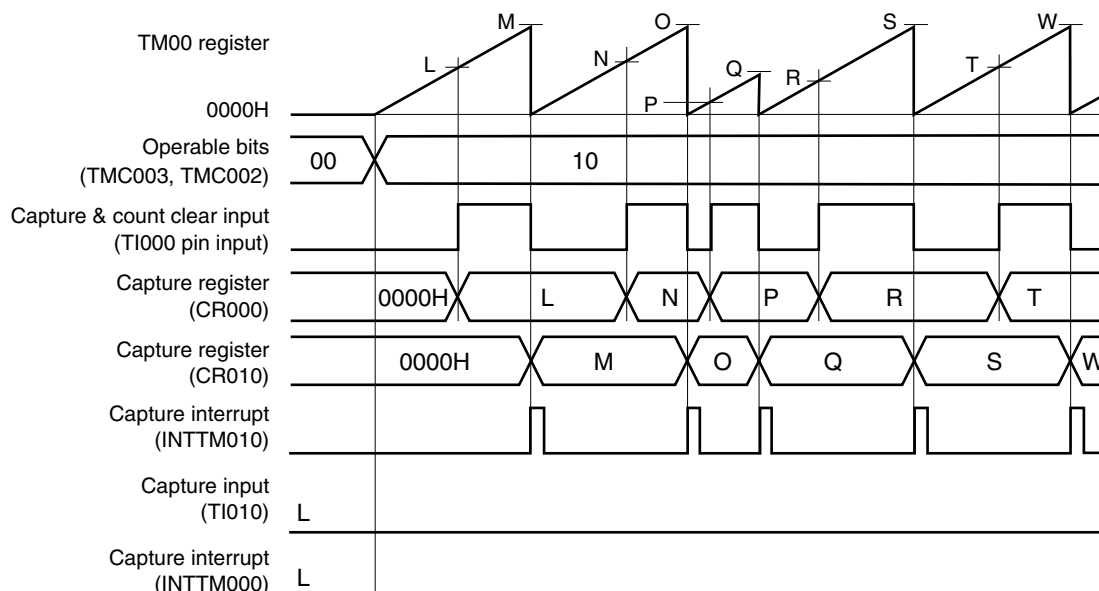 M
O
S
W
TM00 register
L
N
Q
R
T
P
0000H
Operable bits
(TMC003, TMC002)
00
10
Capture & count clear input
(TI000 pin input)
Capture register
(CR000)
0000H
L
N
P
R
T
Capture register
(CR010)
0000H
M
O
Q
S
W
Capture interrupt
(INTTM010)
Capture input
(TI010)
L
Capture interrupt
(INTTM000)
L